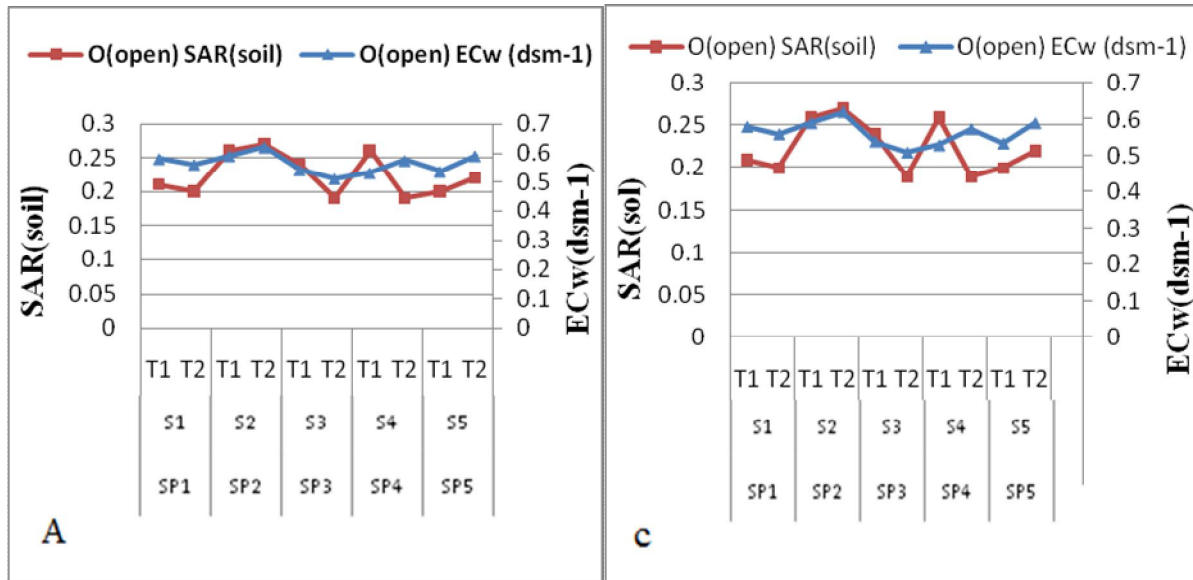 O(open) SAR(soil) O(open) ECw (dsm-1)
SAR(soil)
0.3
0.25
0.2
0.15
0.1
0.05
0
0.7
0.6
0.5
0.4
0.3
0.2
0.1
0
ECw(dsm-1)
T1 T2 T1 T2 T1 T2 T1 T2 T1 T2
S1 S2 S3 S4 S5
SP1 SP2 SP3 SP4 SP5
A
O(open) SAR(soil) O(open) ECw (dsm-1)
SAR(sol)
0.3
0.25
0.2
0.15
0.1
0.05
0
0.7
0.6
0.5
0.4
0.3
0.2
0.1
0
ECw(dsm-1)
T1 T2 T1 T2 T1 T2 T1 T2 T1 T2
S1 S2 S3 S4 S5
SP1 SP2 SP3 SP4 SP5
c